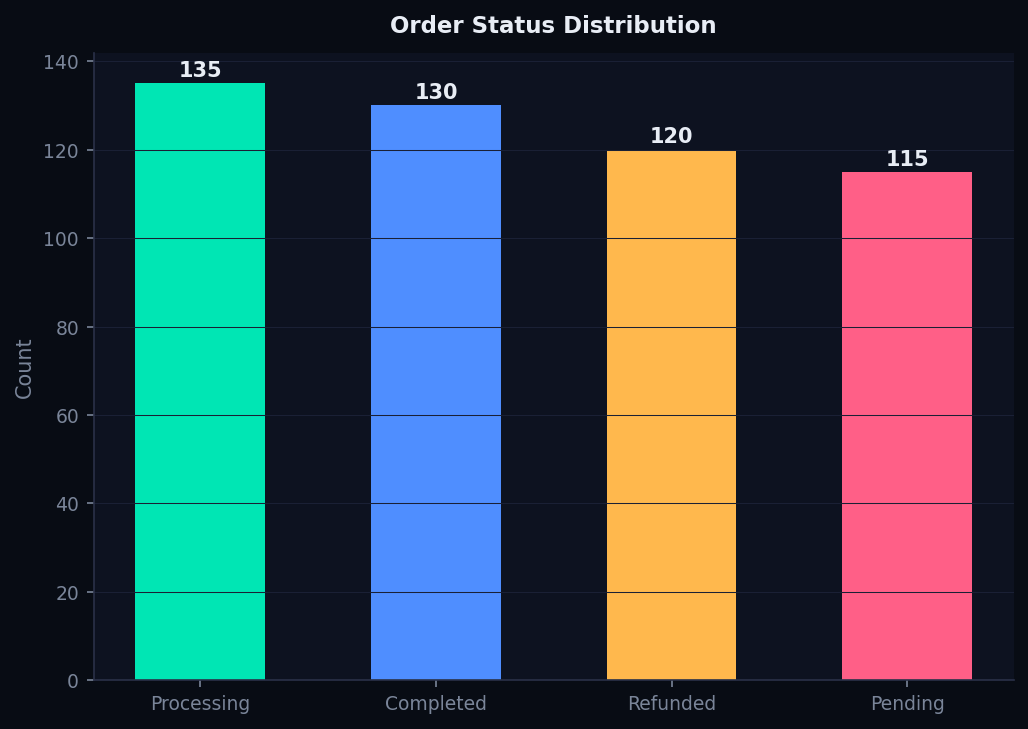 Order Status Distribution
135
130
120
115
140
120
100
80
60
40
20
0
Count
Processing
Completed
Refunded
Pending